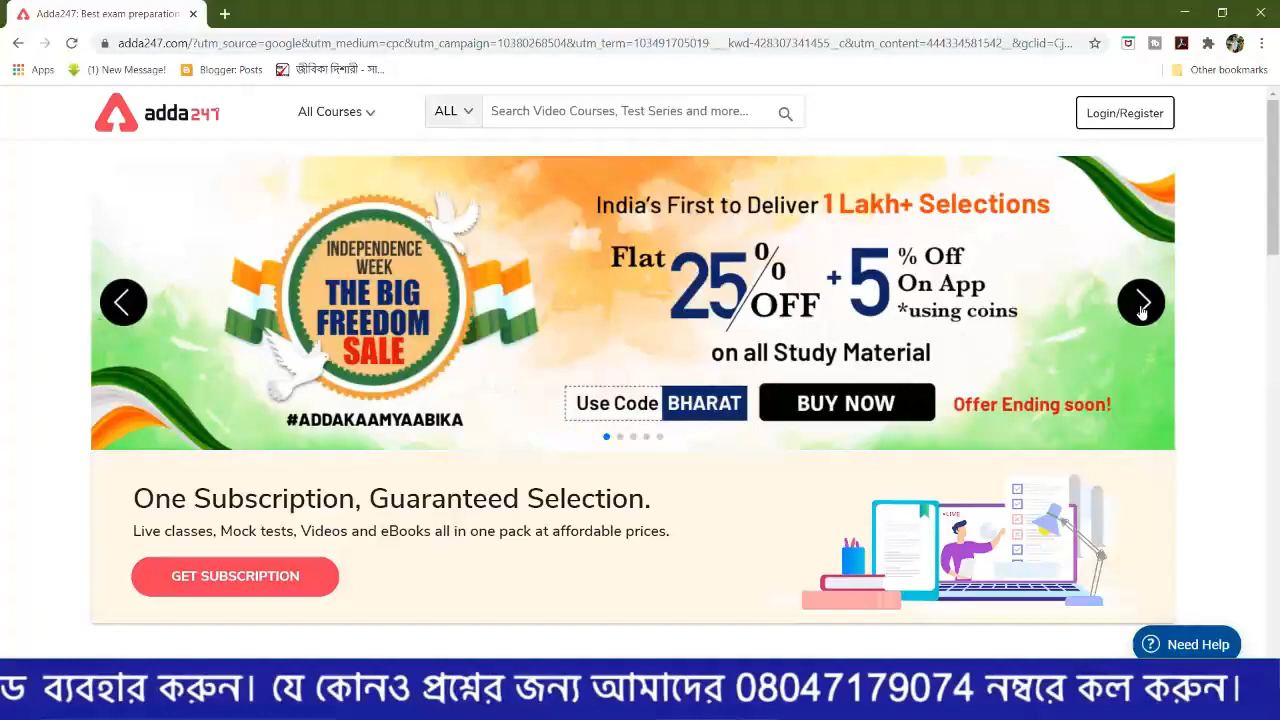 Adda247: Best exam preparation
adda247.com/?utm_source=google&utm_medium=cpc&utm_campaign=10380268504&utm_term=103491705019___kwd-428307341455__c&utm_content=444334581542__&gclid=Cj...
Apps (1) New Message! Blogger: Posts জীবিকা দিশারী - সা... Other bookmarks
adda247 All Courses ALL Search Video Courses, Test Series and more... Login/Register
India's First to Deliver 1 Lakh+ Selections
INDEPENDENCE
WEEK
THE BIG
FREEDOM
SALE
#ADDAKAAMYAABIKA
Flat 25% OFF + 5 % Off
On App
*using coins
on all Study Material
Use Code BHARAT BUY NOW Offer Ending soon!
One Subscription, Guaranteed Selection.
Live classes, Mock tests, Videos and eBooks all in one pack at affordable prices.
GET SUBSCRIPTION
LIVE
? Need Help
ড ব্যবহার করুন। যে কোনও প্রশ্নের জন্য আমাদের 08047179074 নম্বরে কল করুন।